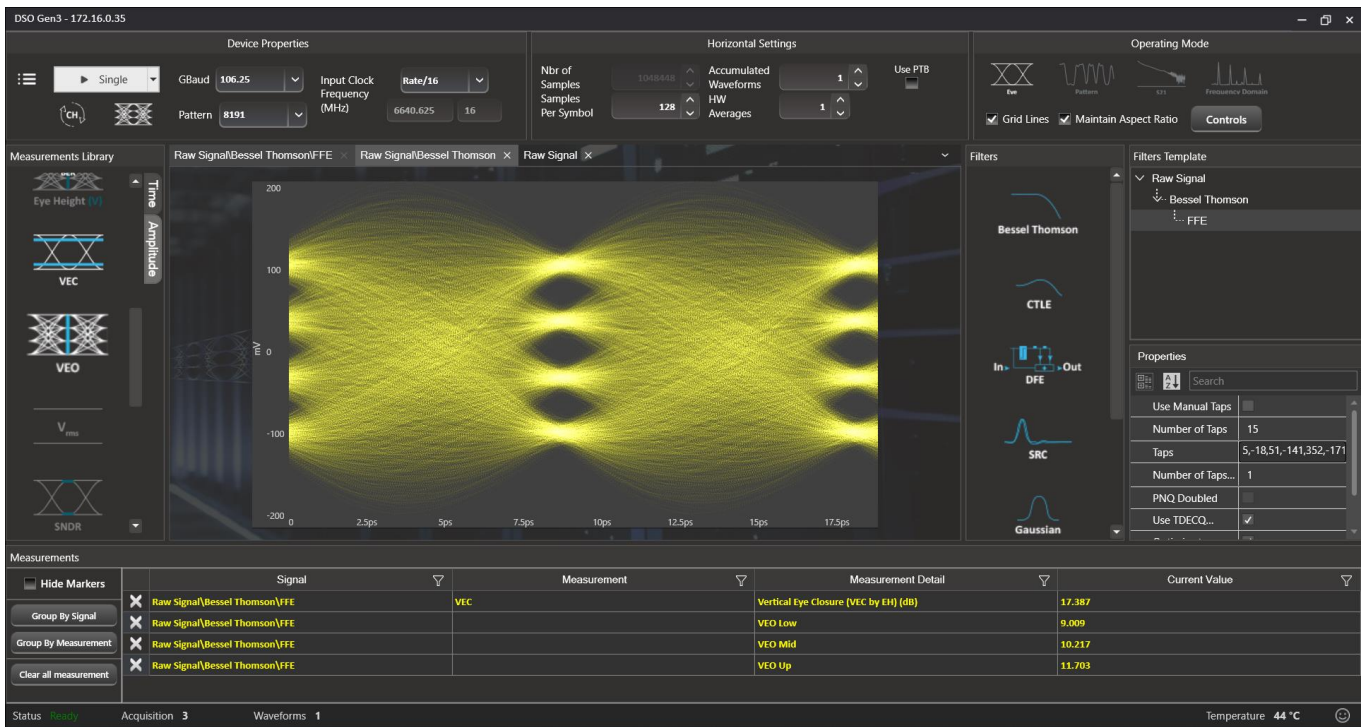 DSO Gen3 - 172.16.0.35
Device Properties
Horizontal Settings
Operating Mode
Single
GBaud 106.25
Pattern 8191
Input Clock
Frequency
(MHz)
Rate/16
6640.625 16
Nbr of
Samples
1048448
Samples
Per Symbol
128
Accumulated
Waveforms
1
HW
Averages
1
Use PTB
Eye
Pattern
S21
Frequency Domain
Grid Lines
Maintain Aspect Ratio
Controls
CH1
Measurements Library
Eye Height (V)
VEC
VEO
Vrms
SNDR
Time
Amplitude
Raw Signal\Bessel Thomson\FFE
Raw Signal\Bessel Thomson
Raw Signal
200
100
mV
0
-100
-200
0 2.5ps 5ps 7.5ps 10ps 12.5ps 15ps 17.5ps
Filters
Bessel Thomson
CTLE
In Out
DFE
SRC
Gaussian
Filters Template
Raw Signal
Bessel Thomson
FFE
Properties
Search
Use Manual Taps
Number of Taps 15
Taps 5,-18,51,-141,352,-171
Number of Taps... 1
PNQ Doubled
Use TDECQ...
Measurements
Hide Markers
Group By Signal
Group By Measurement
Clear all measurement
Signal Measurement Measurement Detail Current Value
Raw Signal\Bessel Thomson\FFE VEC Vertical Eye Closure (VEC by EH) (dB) 17.387
Raw Signal\Bessel Thomson\FFE VEO Low 9.009
Raw Signal\Bessel Thomson\FFE VEO Mid 10.217
Raw Signal\Bessel Thomson\FFE VEO Up 11.703
Status Ready Acquisition 3 Waveforms 1 Temperature 44 °C